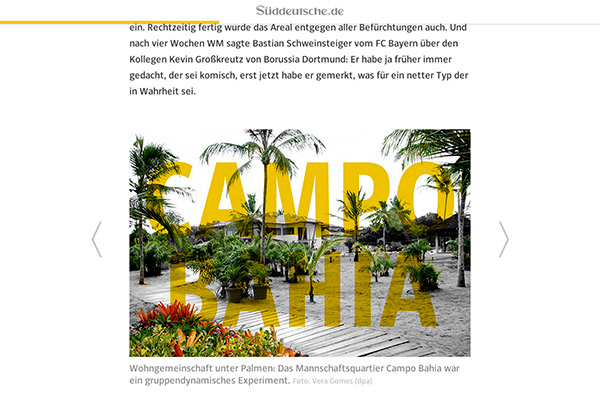 Süddeutsche.de
ein. Rechtzeitig fertig wurde das Areal entgegen aller Befürchtungen auch. Und
nach vier Wochen WM sagte Bastian Schweinsteiger vom FC Bayern über den
Kollegen Kevin Großkreutz von Borussia Dortmund: Er habe ja früher immer
gedacht, der sei komisch, erst jetzt habe er gemerkt, was für ein netter Typ der
in Wahrheit sei.
CAMPO
BAHIA
Wohngemeinschaft unter Palmen: Das Mannschaftsquartier Campo Bahia war
ein gruppendynamisches Experiment. Foto: Vera Gomes (dpa)